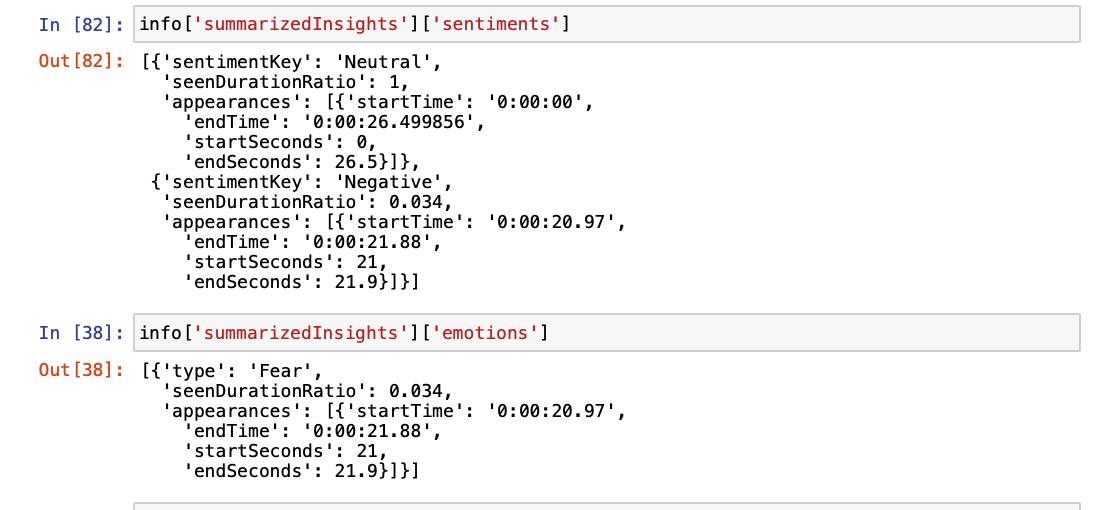 In [82]: info['summarizedInsights']['sentiments']
Out[82]: [{'sentimentKey': 'Neutral',
'seenDurationRatio': 1,
'appearances': [{'startTime': '0:00:00',
'endTime': '0:00:26.499856',
'startSeconds': 0,
'endSeconds': 26.5}]},
{'sentimentKey': 'Negative',
'seenDurationRatio': 0.034,
'appearances': [{'startTime': '0:00:20.97',
'endTime': '0:00:21.88',
'startSeconds': 21,
'endSeconds': 21.9}]}]
In [38]: info['summarizedInsights']['emotions']
Out[38]: [{'type': 'Fear',
'seenDurationRatio': 0.034,
'appearances': [{'startTime': '0:00:20.97',
'endTime': '0:00:21.88',
'startSeconds': 21,
'endSeconds': 21.9}]}]